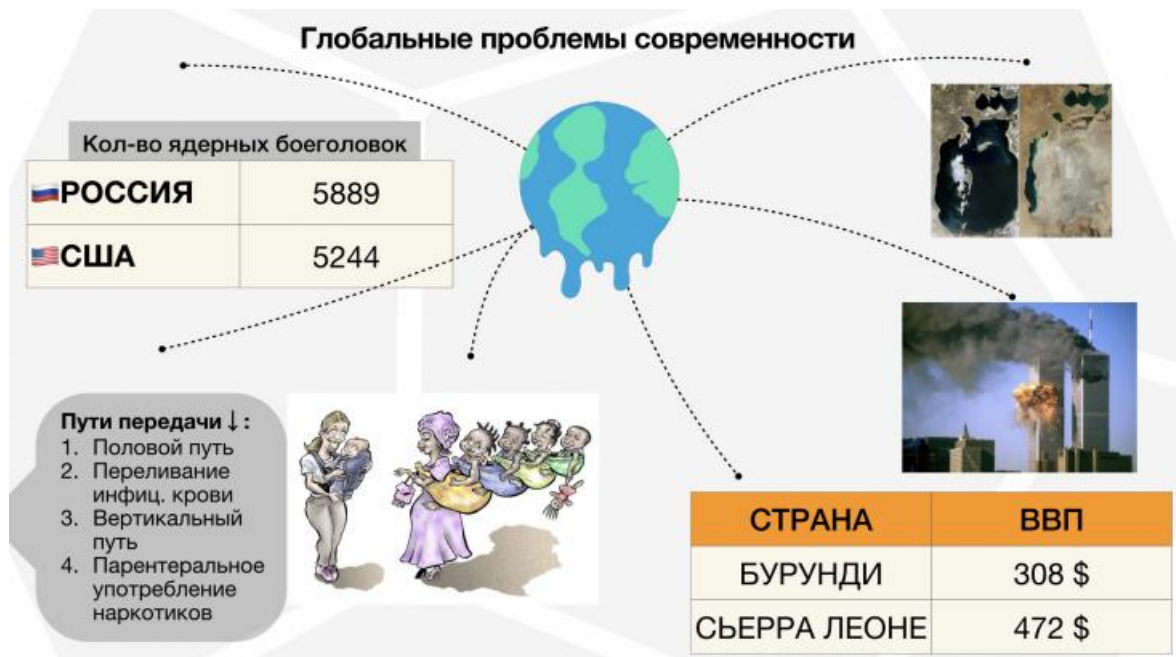 Глобальные проблемы современности
Кол-во ядерных боеголовок
РОССИЯ 5889
США 5244
Пути передачи ↓:
1. Половой путь
2. Переливание
инфиц. крови
3. Вертикальный
путь
4. Парентеральное
употребление
наркотиков
СТРАНА ВВП
БУРУНДИ 308 $
СЬЕРРА ЛЕОНЕ 472 $